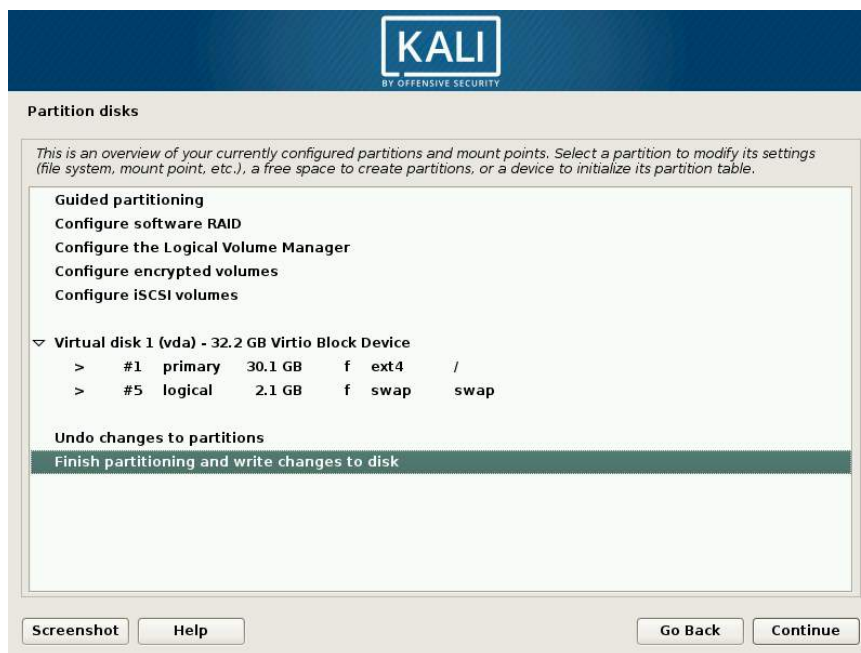 KALI
BY OFFENSIVE SECURITY
Partition disks
This is an overview of your currently configured partitions and mount points. Select a partition to modify its settings
(file system, mount point, etc.), a free space to create partitions, or a device to initialize its partition table.
Guided partitioning
Configure software RAID
Configure the Logical Volume Manager
Configure encrypted volumes
Configure iSCSI volumes
Virtual disk 1 (vda) - 32.2 GB Virtio Block Device
> #1 primary 30.1 GB f ext4 /
> #5 logical 2.1 GB f swap swap
Undo changes to partitions
Finish partitioning and write changes to disk
Screenshot Help Go Back Continue